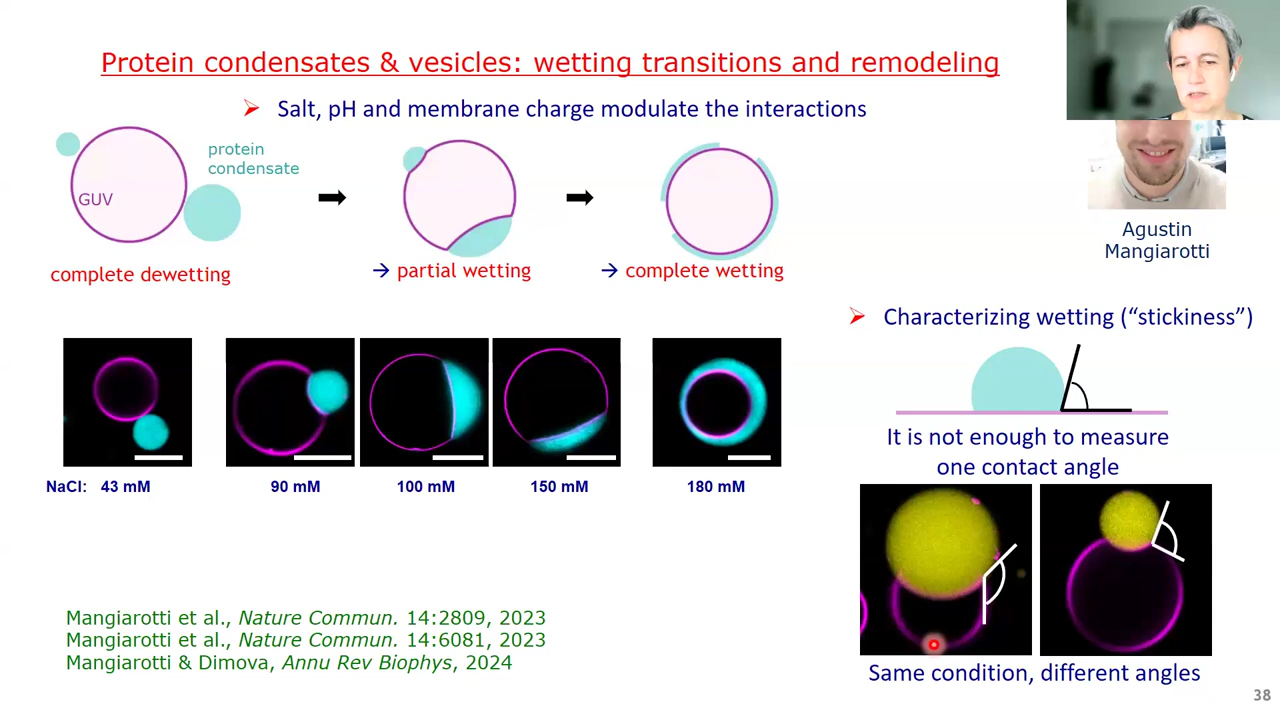 Protein condensates & vesicles: wetting transitions and remodeling
➢ Salt, pH and membrane charge modulate the interactions
protein
condensate
GUV
complete dewetting
→ partial wetting
→ complete wetting
Agustin
Mangiarotti
NaCl: 43 mM
90 mM
100 mM
150 mM
180 mM
➢ Characterizing wetting (“stickiness”)
It is not enough to measure
one contact angle
Same condition, different angles
Mangiarotti et al., Nature Commun. 14:2809, 2023
Mangiarotti et al., Nature Commun. 14:6081, 2023
Mangiarotti & Dimova, Annu Rev Biophys, 2024
38